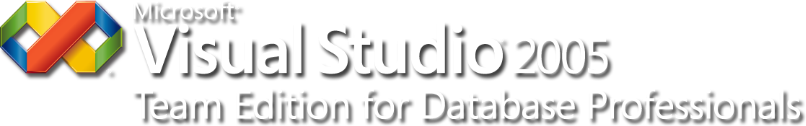 Microsoft®
Visual Studio 2005
Team Edition for Database Professionals